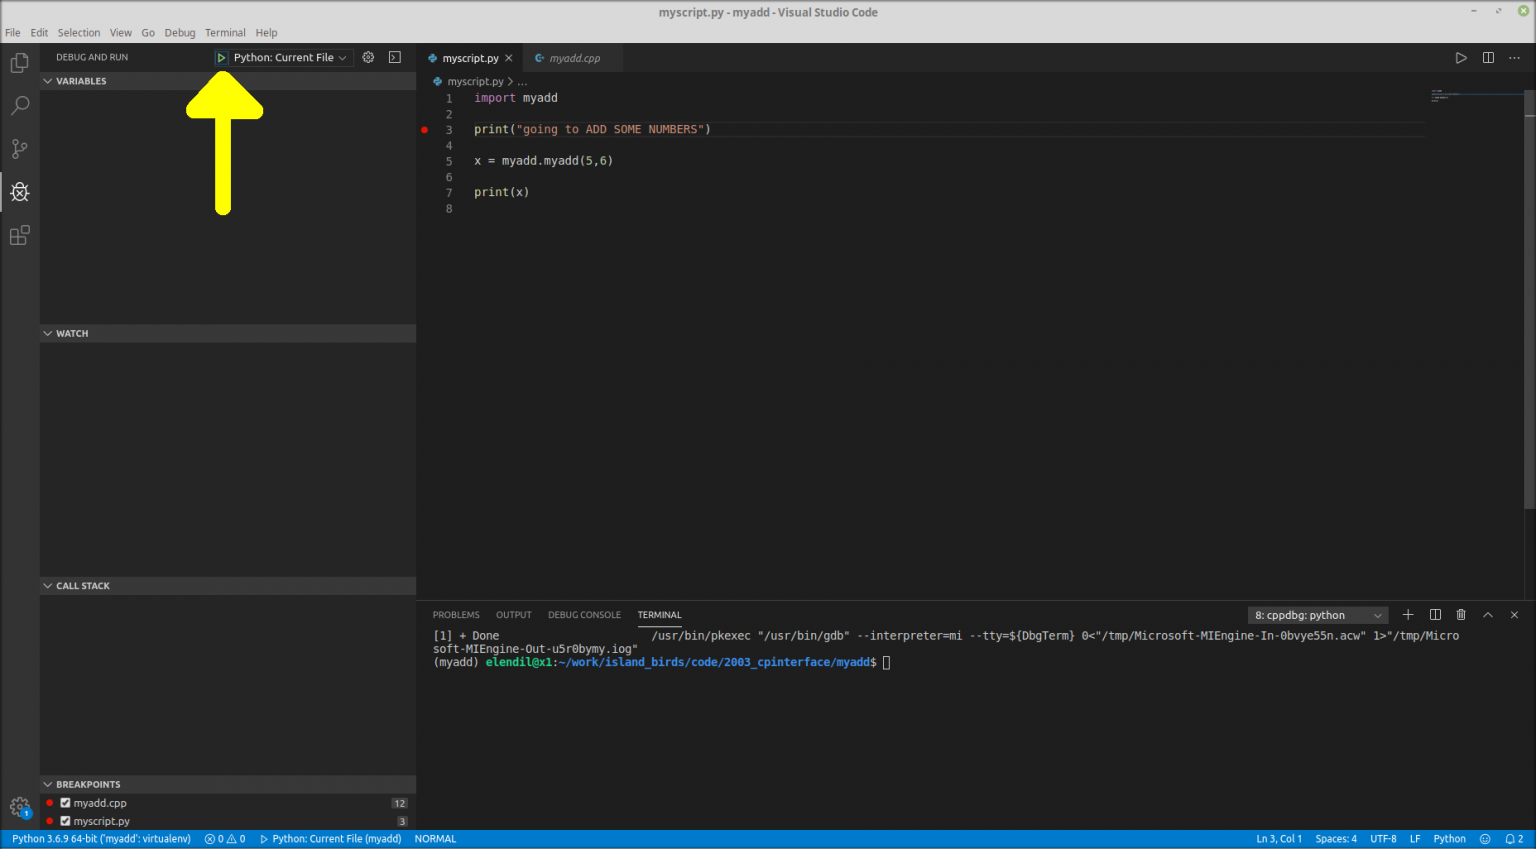 myscript.py - myadd - Visual Studio Code
File Edit Selection View Go Debug Terminal Help
DEBUG AND RUN Python: Current File
VARIABLES
WATCH
CALL STACK
BREAKPOINTS
myadd.cpp 12
myscript.py 3
myscript.py myadd.cpp
myscript.py > ...
1 import myadd
2
3 print("going to ADD SOME NUMBERS")
4
5 x = myadd.myadd(5,6)
6
7 print(x)
8
PROBLEMS OUTPUT DEBUG CONSOLE TERMINAL 8: cppdbg: python
[1] + Done /usr/bin/pkexec "/usr/bin/gdb" --interpreter=mi --tty=${DbgTerm} 0<"/tmp/Microsoft-MIEngine-In-0bvye55n.acw" 1>"/tmp/Micro
soft-MIEngine-Out-u5r0bymy.iog"
(myadd) elendil@x1:~/work/island_birds/code/2003_cpinterface/myadd$
1
Python 3.6.9 64-bit ('myadd': virtualenv) 0 0 Python: Current File (myadd) NORMAL Ln 3, Col 1 Spaces: 4 UTF-8 LF Python 2